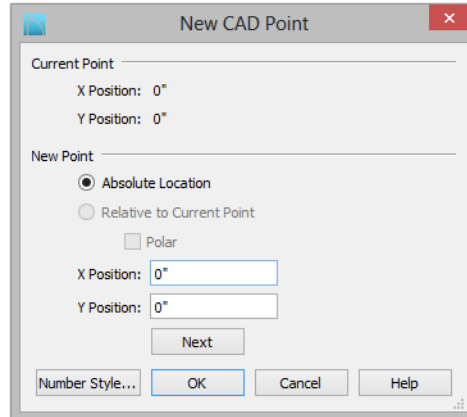 New CAD Point
Current Point
X Position: 0"
Y Position: 0"
New Point
Absolute Location
Relative to Current Point
Polar
X Position: 0"
Y Position: 0"
Next
Number Style... OK Cancel Help